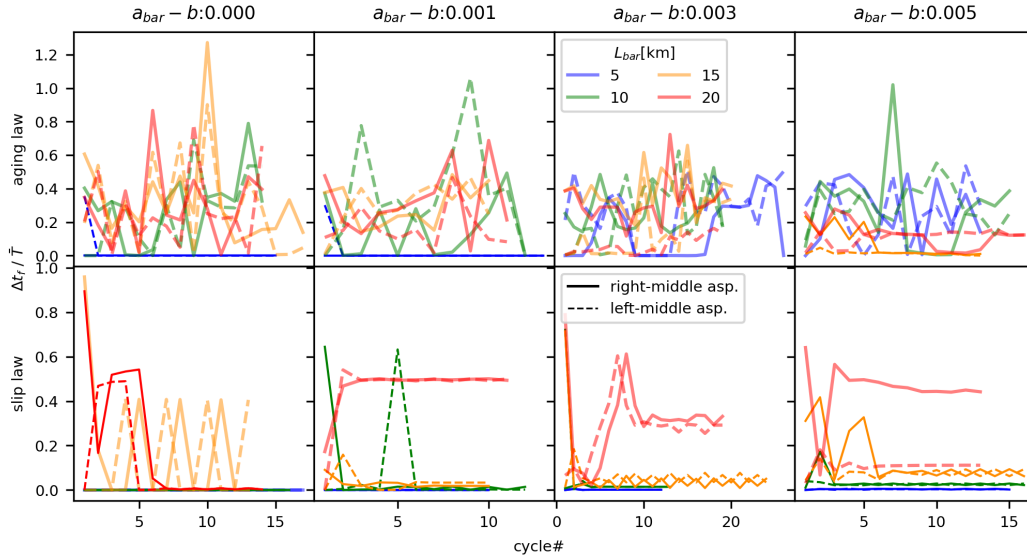 a_bar − b:0.000
a_bar − b:0.001
a_bar − b:0.003
a_bar − b:0.005
aging law
1.2
1.0
0.8
0.6
0.4
0.2
0.0
L_bar[km]
5
15
10
20
Δt_f / T̄
slip law
1.0
0.8
0.6
0.4
0.2
0.0
right-middle asp.
left-middle asp.
5
10
15
5
10
0
10
20
5
10
15
cycle#